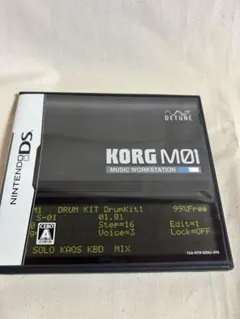 DETUNE
NINTENDO DS
KORG M01
MUSIC WORKSTATION
DRUM KIT DrumKit1 99%Free
S-01 01.01
Step=16 Edit=1
Voice=3 Lock=OFF
SOLO KAOS KBD MIX
A